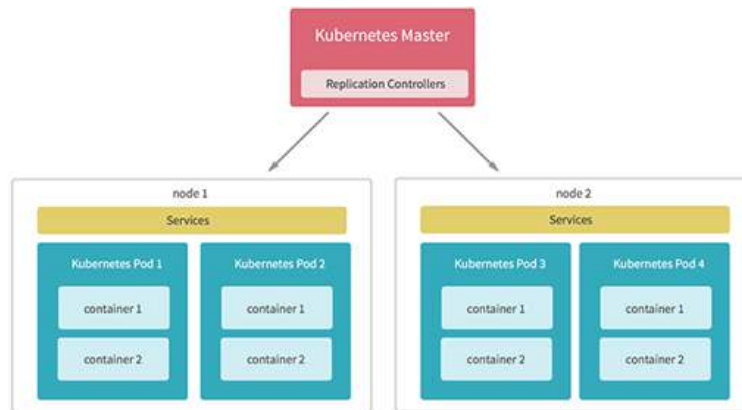 Kubernetes Master
Replication Controllers
node 1
Services
Kubernetes Pod 1
container 1
container 2
Kubernetes Pod 2
container 1
container 2
node 2
Services
Kubernetes Pod 3
container 1
container 2
Kubernetes Pod 4
container 1
container 2